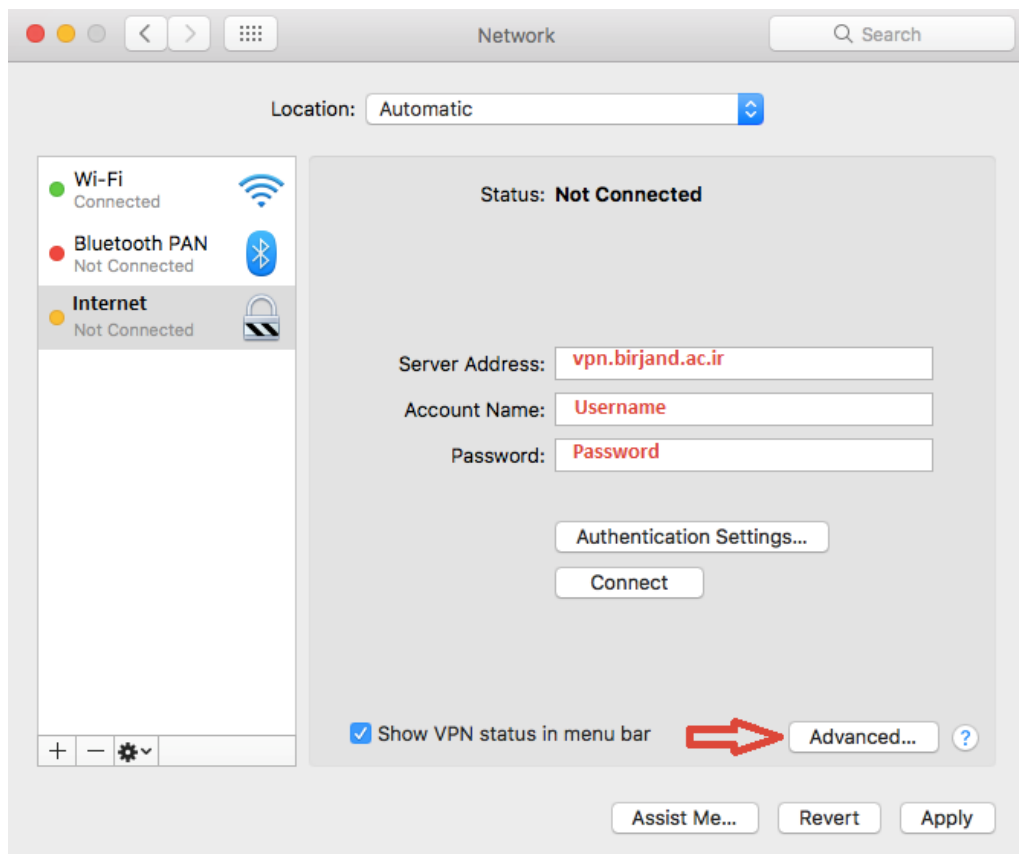 Network
Search
Location: Automatic
Wi-Fi
Connected
Bluetooth PAN
Not Connected
Internet
Not Connected
Status: Not Connected
Server Address: vpn.birjand.ac.ir
Account Name: Username
Password: Password
Authentication Settings...
Connect
Show VPN status in menu bar
Advanced... ?
Assist Me... Revert Apply